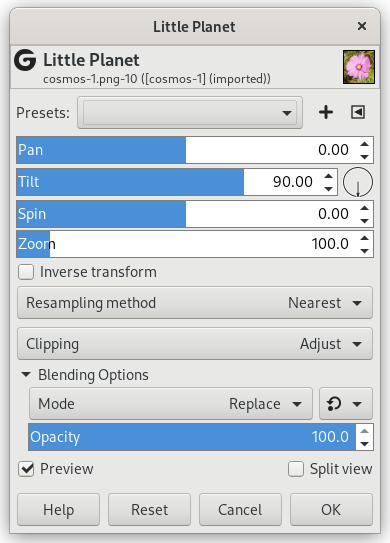 Little Planet
Little Planet
cosmos-1.png-10 ([cosmos-1] (imported))
Presets:
Pan 0.00
Tilt 90.00
Spin 0.00
Zoom 100.0
Inverse transform
Resampling method Nearest
Clipping Adjust
Blending Options
Mode Replace
Opacity 100.0
Preview Split view
Help Reset Cancel OK